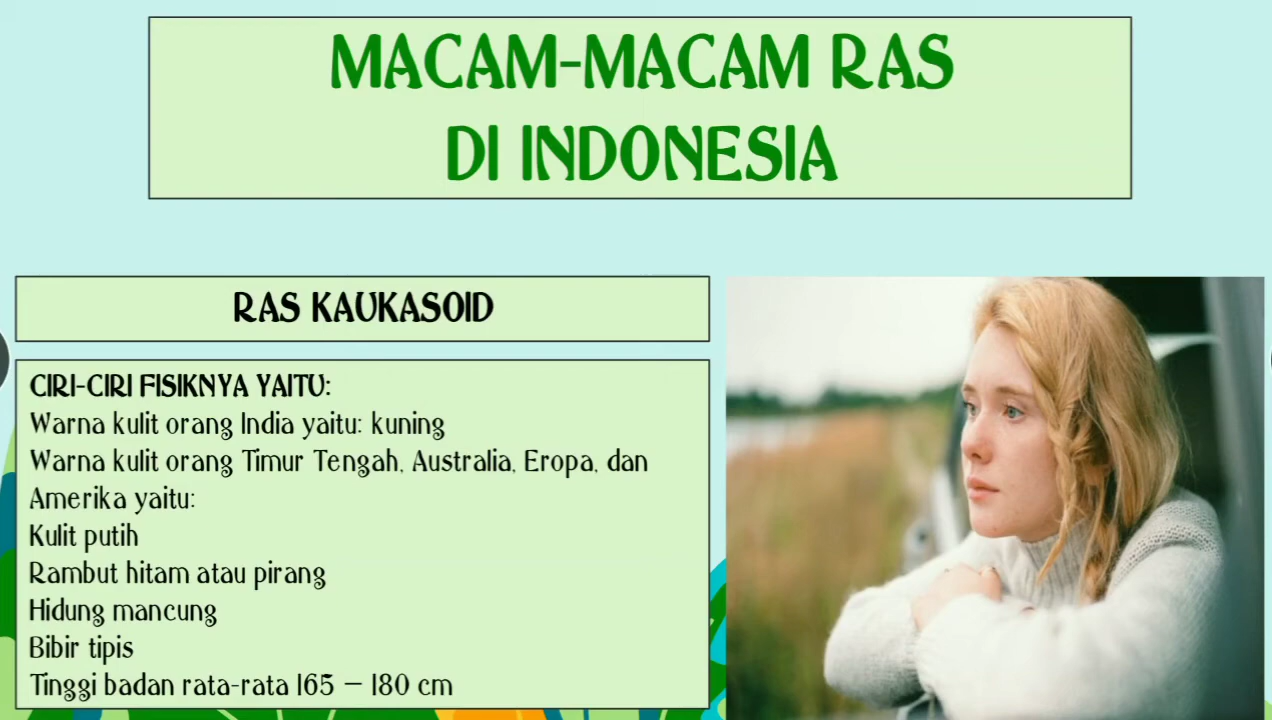 MACAM-MACAM RAS
DI INDONESIA
RAS KAUKASOID
CIRI-CIRI FISIKNYA YAITU:
Warna kulit orang India yaitu: kuning
Warna kulit orang Timur Tengah, Australia, Eropa, dan
Amerika yaitu:
Kulit putih
Rambut hitam atau pirang
Hidung mancung
Bibir tipis
Tinggi badan rata-rata 165 – 180 cm